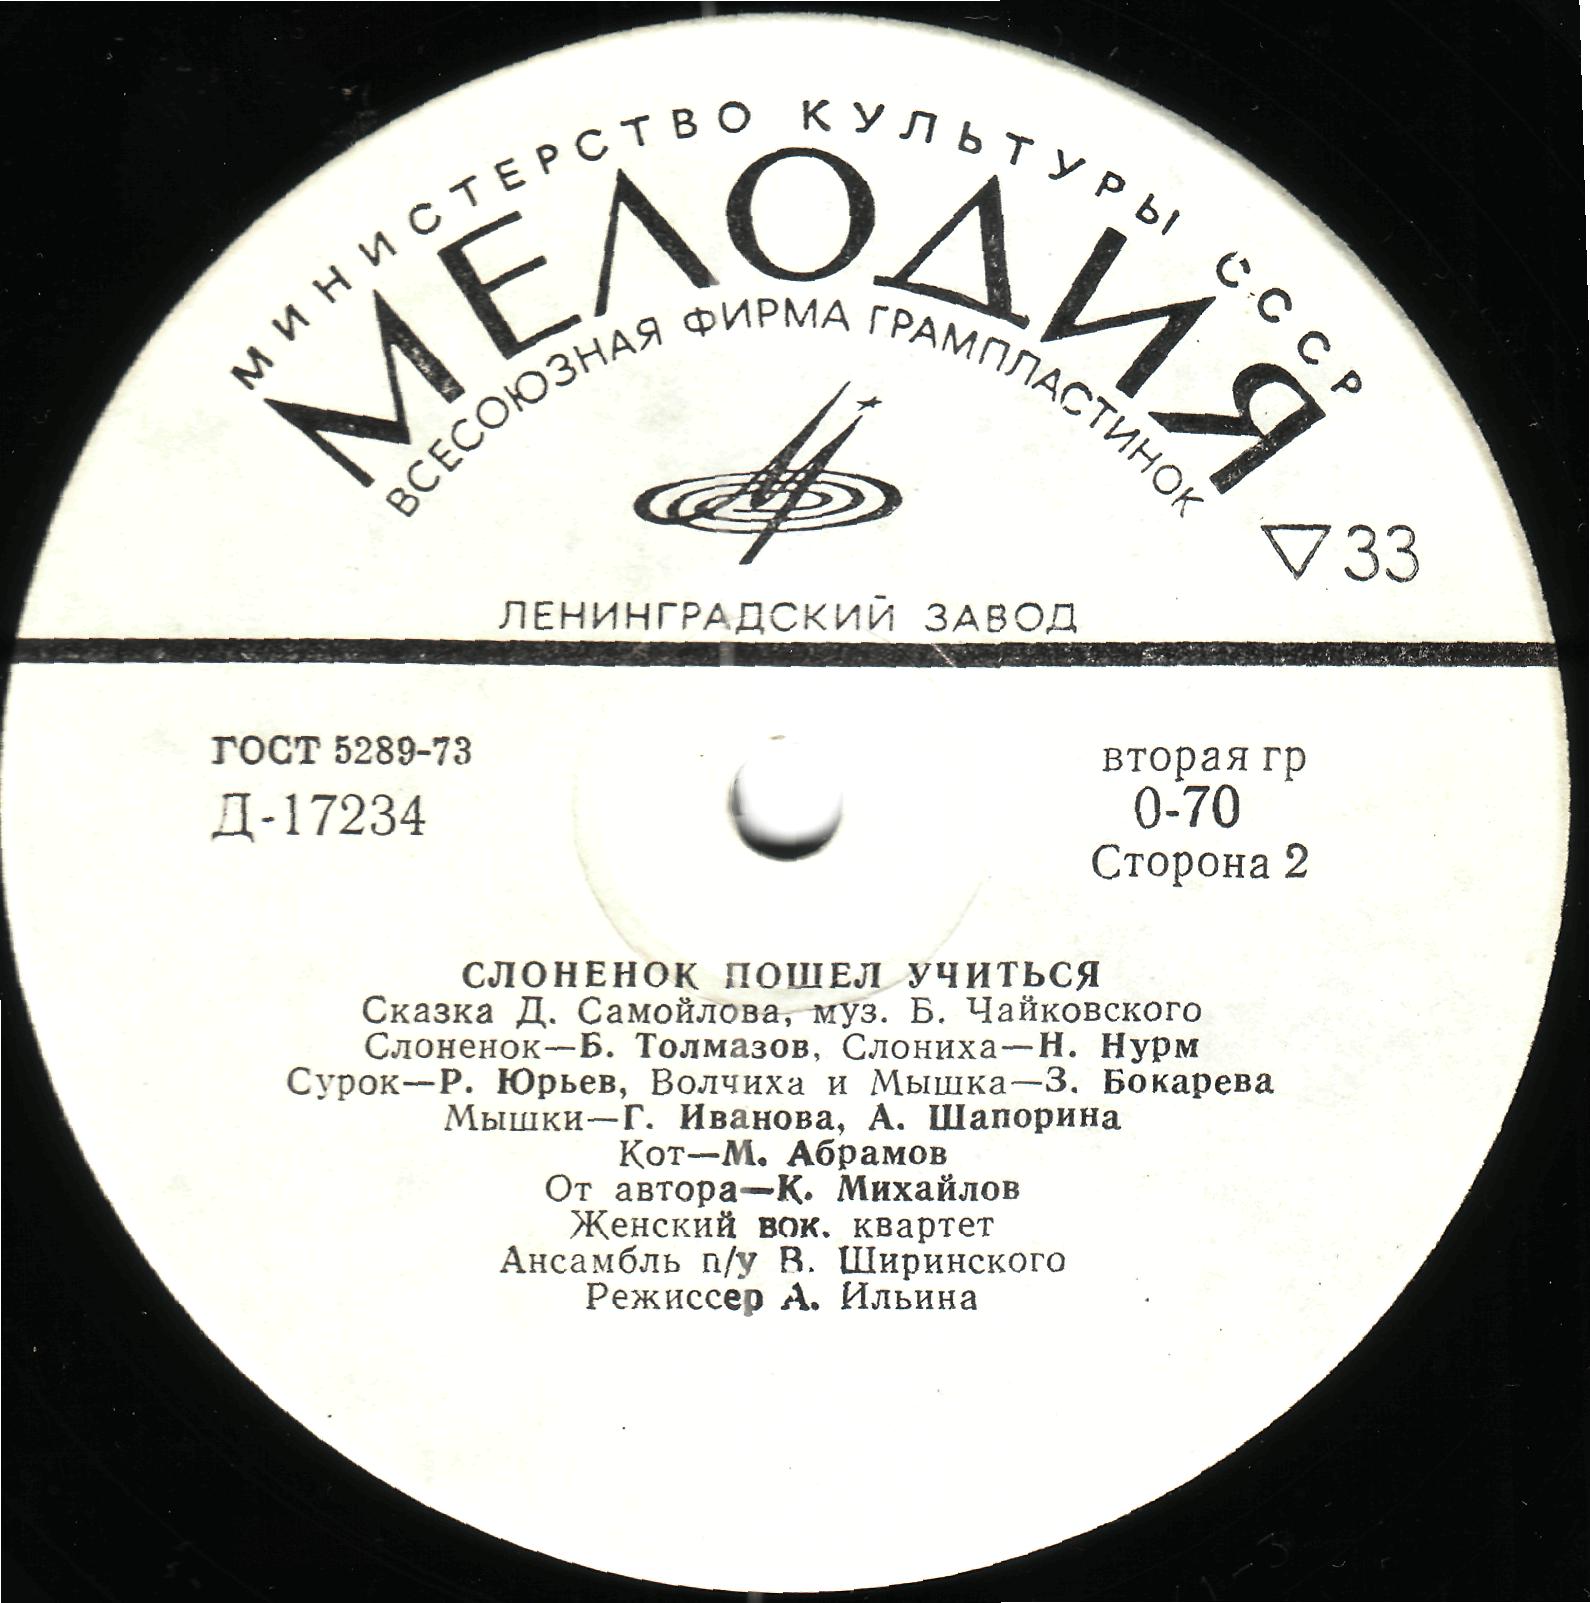 МИНИСТЕРСТВО КУЛЬТУРЫ СССР
МЕЛОДИЯ
ВСЕСОЮЗНАЯ ФИРМА ГРАМПЛАСТИНОК
▽33
ЛЕНИНГРАДСКИЙ ЗАВОД
ГОСТ 5289-73
Д-17234
вторая гр
0-70
Сторона 2
СЛОНЕНОК ПОШЕЛ УЧИТЬСЯ
Сказка Д. Самойлова, муз. Б. Чайковского
Слоненок—Б. Толмазов, Слониха—Н. Нурм
Сурок—Р. Юрьев, Волчиха и Мышка—З. Бокарева
Мышки—Г. Иванова, А. Шапорина
Кот—М. Абрамов
От автора—К. Михайлов
Женский вок. квартет
Ансамбль п/у В. Ширинского
Режиссер А. Ильина